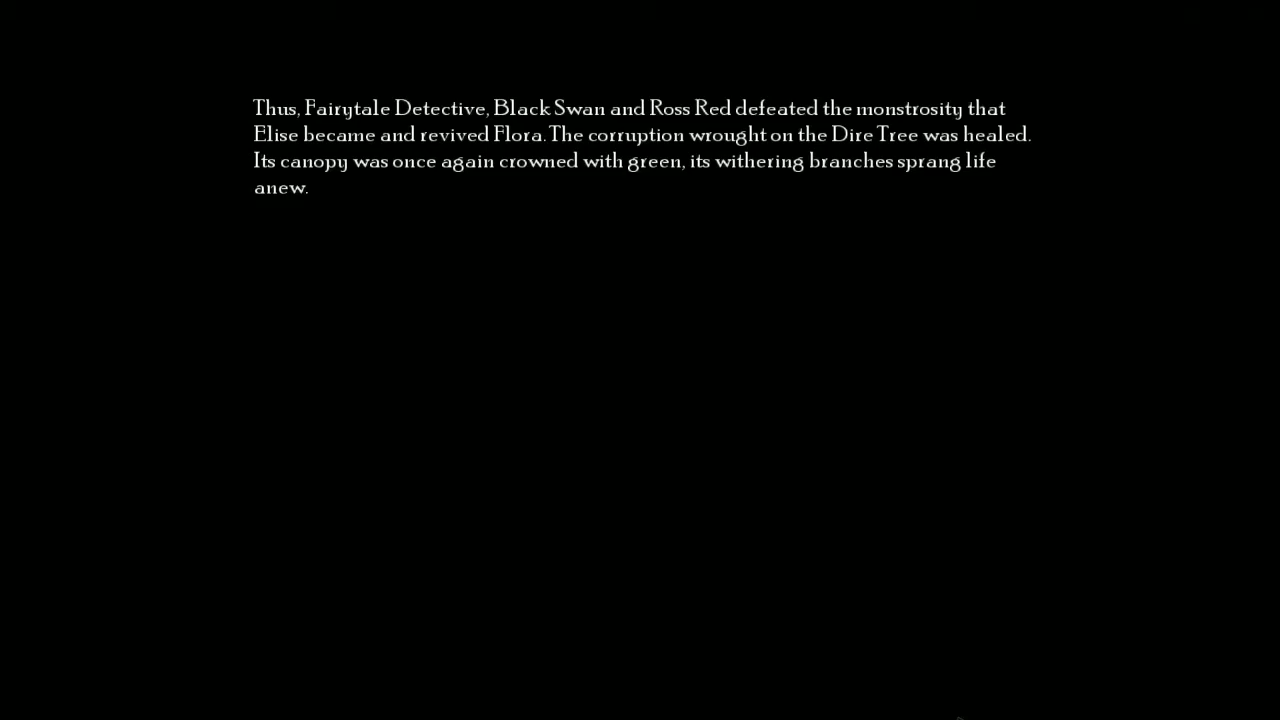 Thus, Fairytale Detective, Black Swan and Ross Red defeated the monstrosity that
Elise became and revived Flora. The corruption wrought on the Dire Tree was healed.
Its canopy was once again crowned with green, its withering branches sprang life
anew.